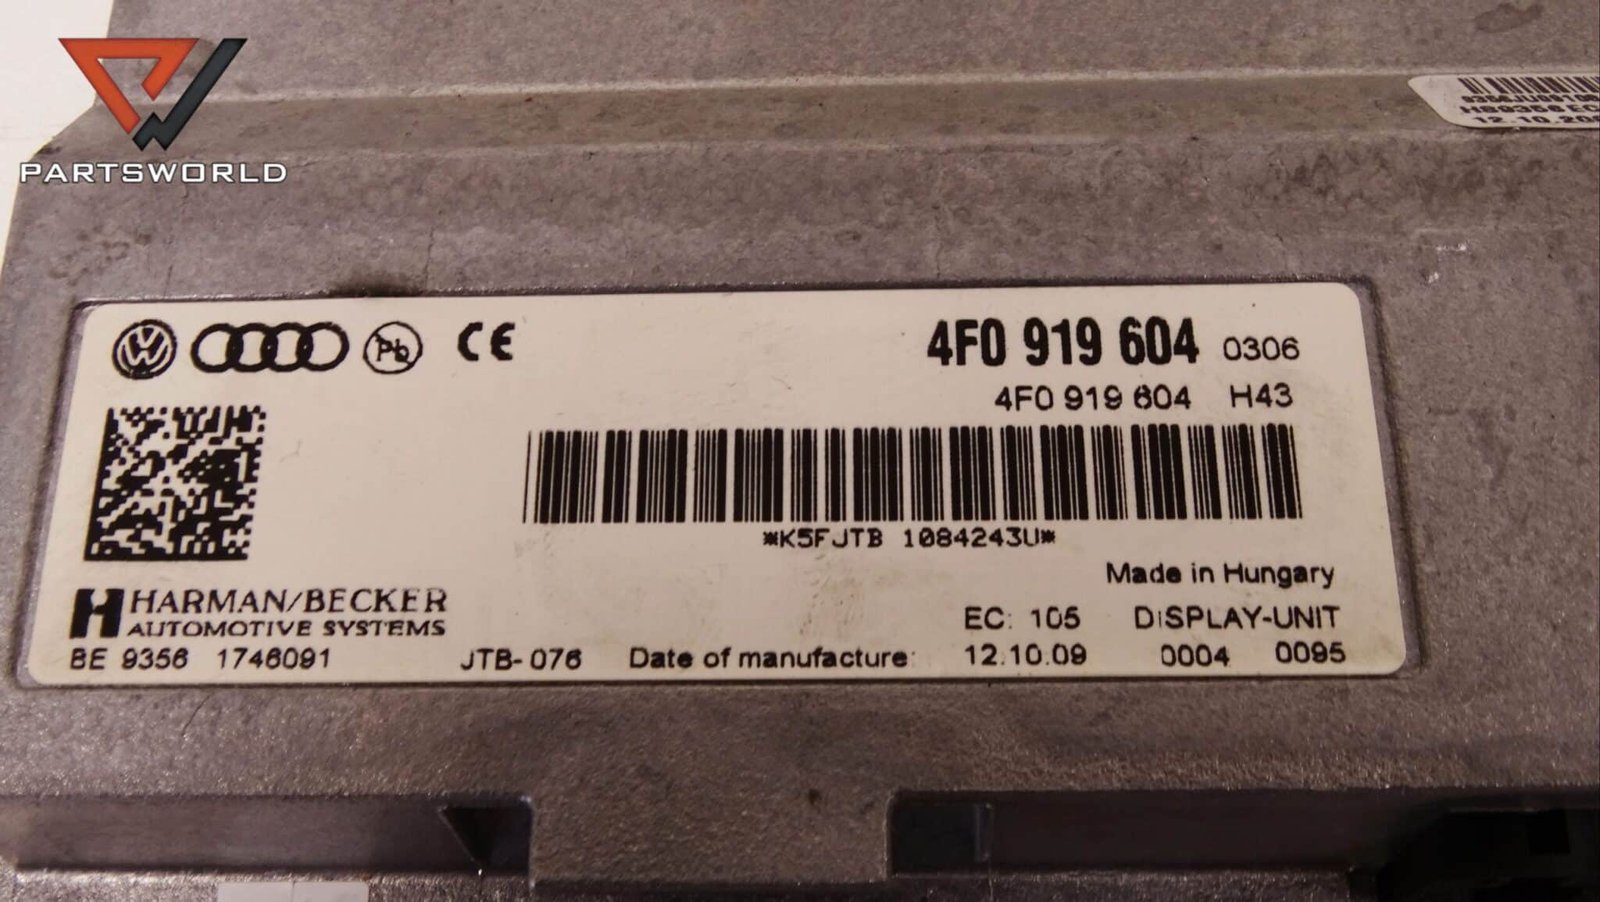 PARTSWORLD
12.10.20
Pb CE 4F0 919 604 0306
4F0 919 604 H43
*K5FJTB 1084243U*
Made in Hungary
HARMAN/BECKER
AUTOMOTIVE SYSTEMS
EC: 105 DISPLAY-UNIT
BE 9356 1746091 JTB-076 Date of manufacture: 12.10.09 0004 0095